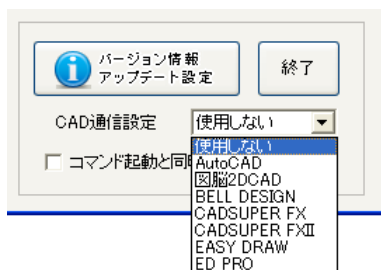 バージョン情報
アップデート設定
終了
CAD通信設定
使用しない
使用しない
コマンド起動と同
AutoCAD
図脳2DCAD
BELL DESIGN
CADSUPER FX
CADSUPER FXII
EASY DRAW
ED PRO